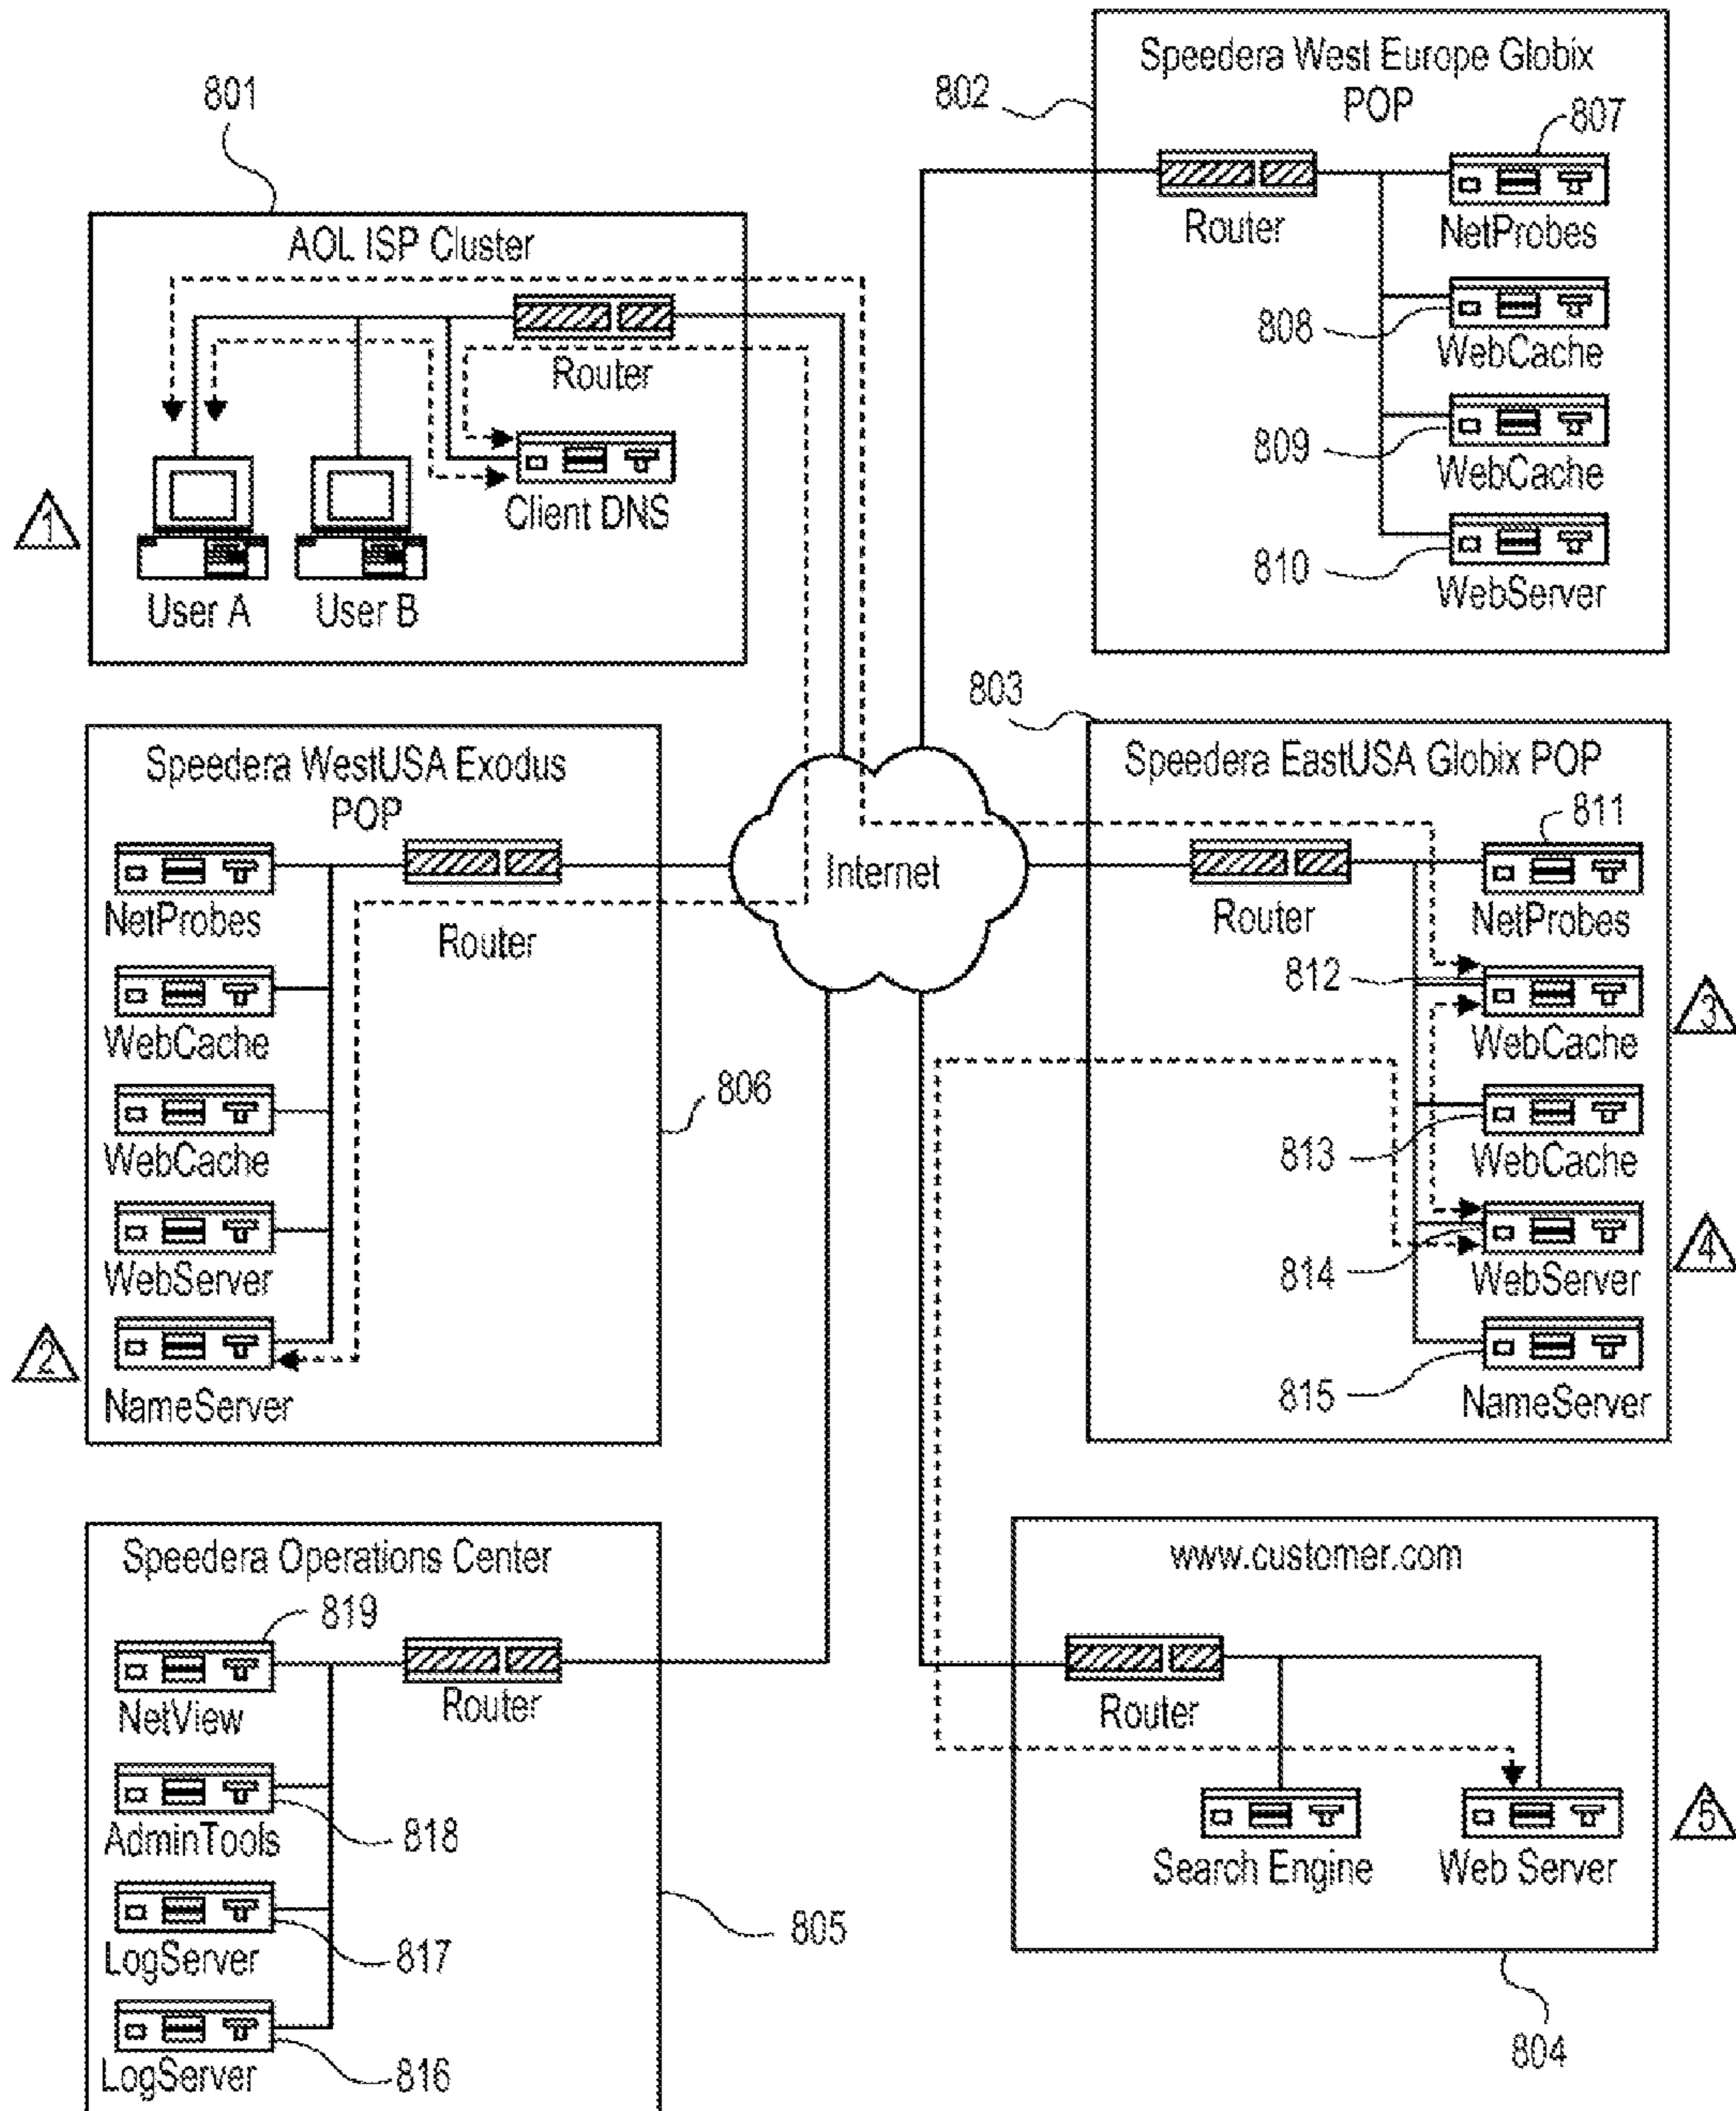 801
AOL ISP Cluster
Router
Client DNS
1
User A
User B
802
Speedera West Europe Globix
POP
807
Router
NetProbes
808
WebCache
809
WebCache
810
WebServer
Speedera WestUSA Exodus
POP
NetProbes
Router
WebCache
WebCache
806
WebServer
2
NameServer
Internet
803
Speedera EastUSA Globix POP
811
Router
NetProbes
812
WebCache
3
813
WebCache
814
WebServer
4
815
NameServer
Speedera Operations Center
819
NetView
Router
AdminTools
818
805
LogServer
817
LogServer
816
www.customer.com
Router
Search Engine
Web Server
5
804